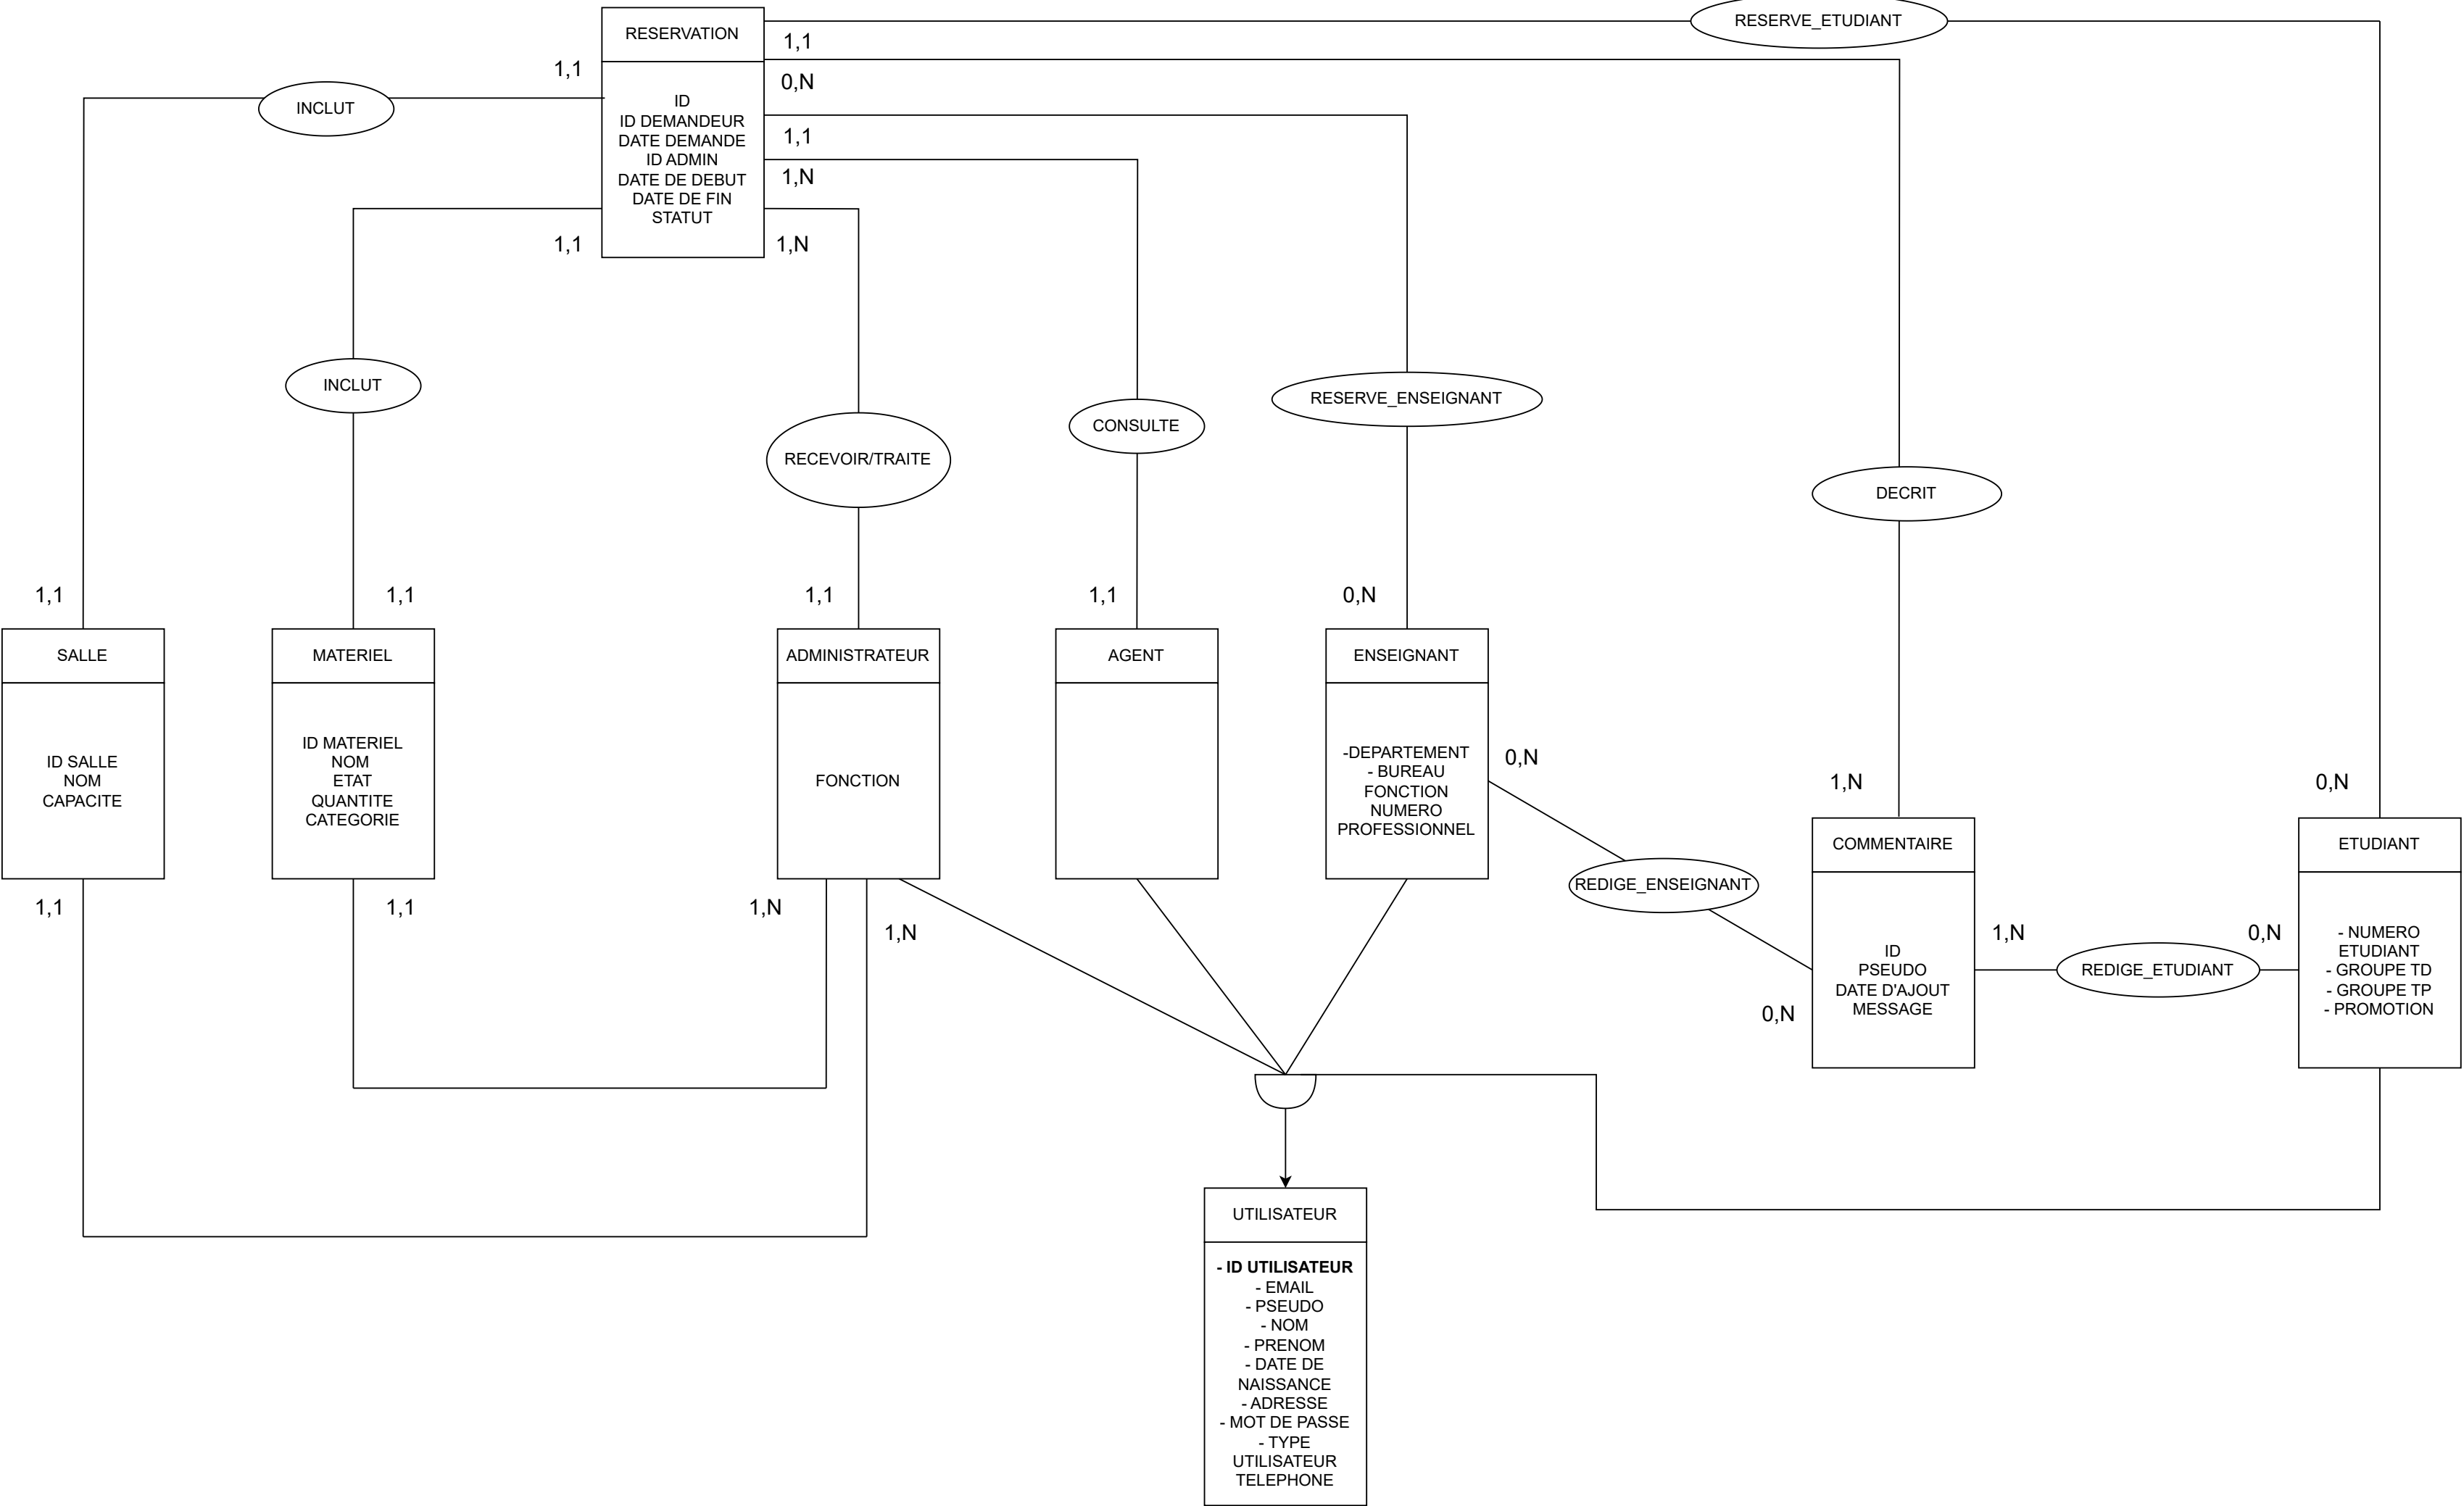 RESERVE_ETUDIANT
RESERVATION
1,1
1,1
0,N
INCLUT
ID
ID DEMANDEUR
DATE DEMANDE
ID ADMIN
DATE DE DEBUT
DATE DE FIN
STATUT
1,1
1,N
1,1
1,N
INCLUT
RESERVE_ENSEIGNANT
CONSULTE
RECEVOIR/TRAITE
DECRIT
1,1
1,1
1,1
1,1
0,N
SALLE
MATERIEL
ADMINISTRATEUR
AGENT
ENSEIGNANT
ID SALLE
NOM
CAPACITE
ID MATERIEL
NOM
ETAT
QUANTITE
CATEGORIE
FONCTION
-DEPARTEMENT
- BUREAU
FONCTION
NUMERO
PROFESSIONNEL
0,N
1,N
0,N
COMMENTAIRE
ETUDIANT
REDIGE_ENSEIGNANT
1,1
1,1
1,N
1,N
ID
PSEUDO
DATE D'AJOUT
MESSAGE
1,N
0,N
REDIGE_ETUDIANT
- NUMERO
ETUDIANT
- GROUPE TD
- GROUPE TP
- PROMOTION
0,N
UTILISATEUR
- ID UTILISATEUR
- EMAIL
- PSEUDO
- NOM
- PRENOM
- DATE DE
NAISSANCE
- ADRESSE
- MOT DE PASSE
- TYPE
UTILISATEUR
TELEPHONE